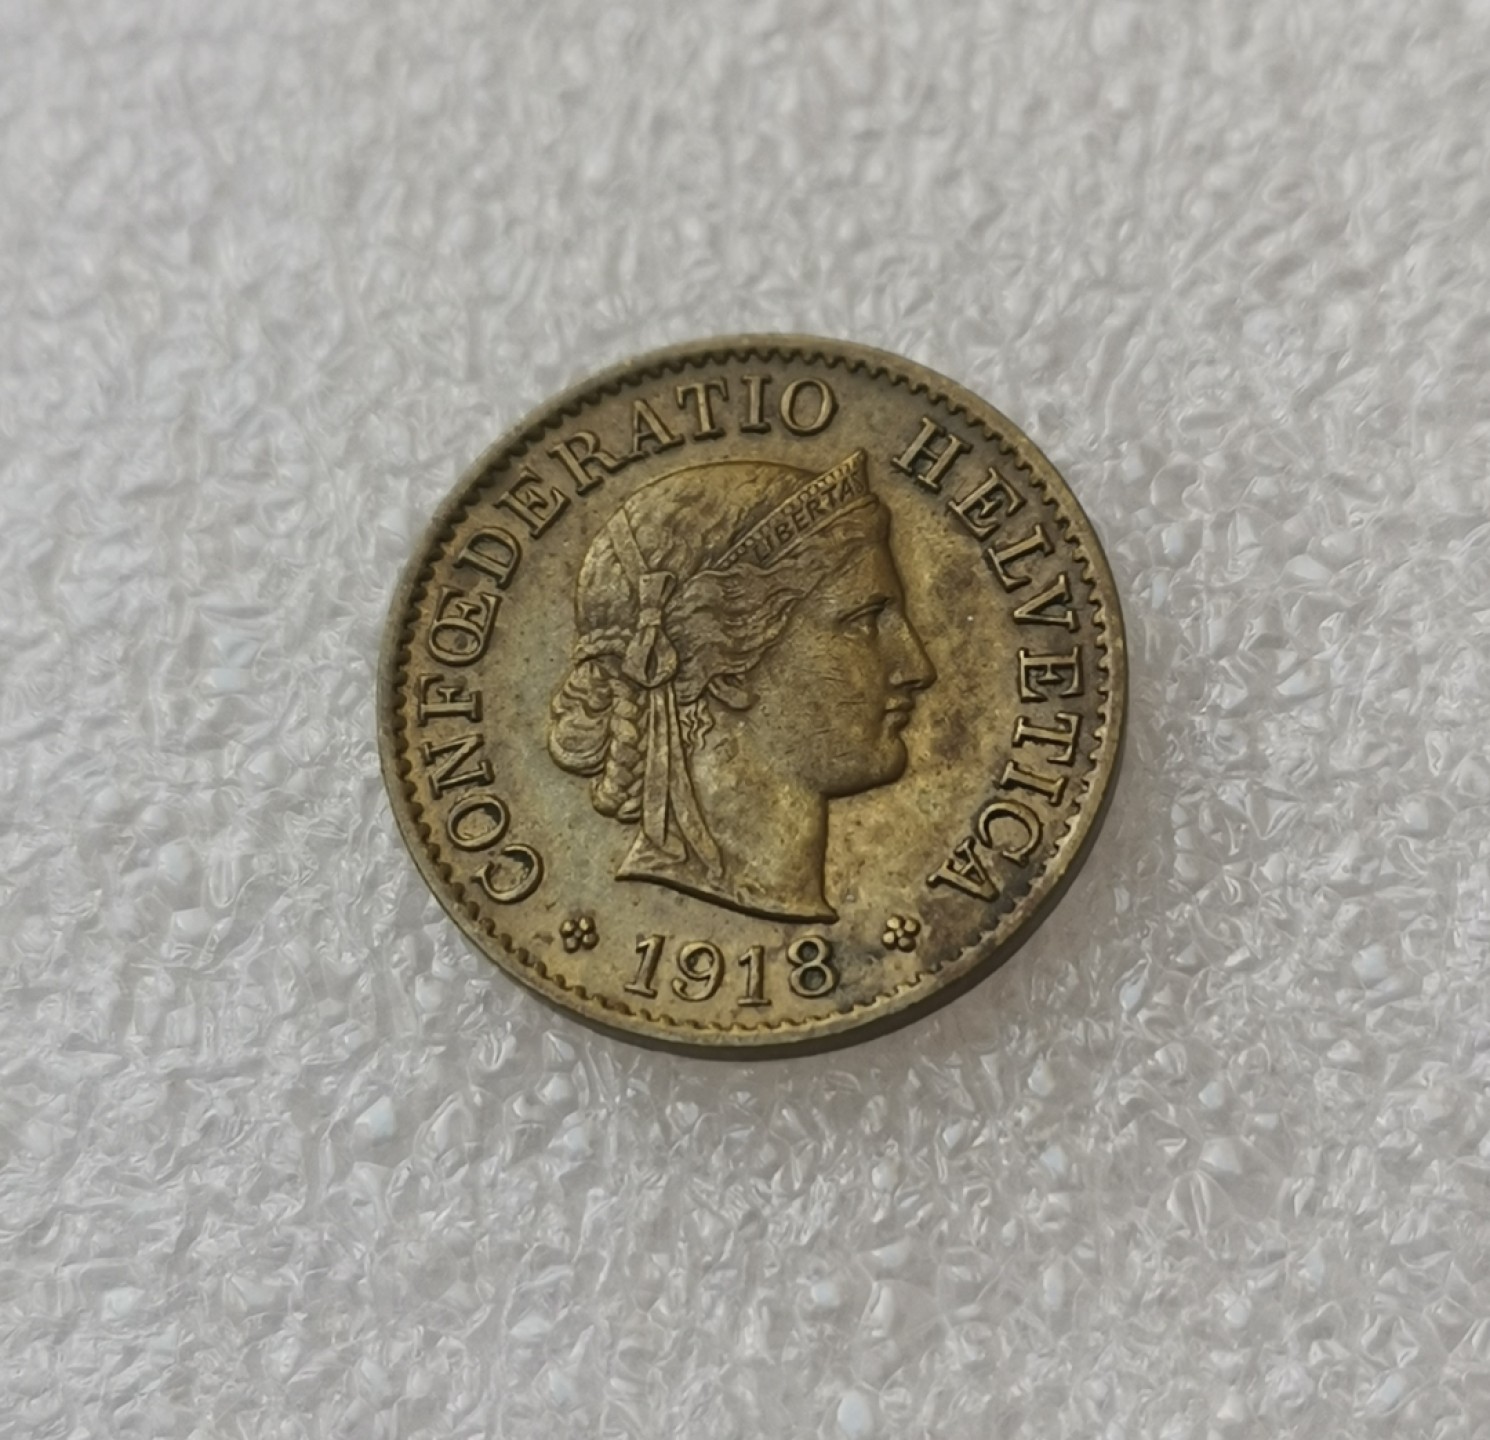 CONFŒDERATIO HELVETICA
LIBERTAS
1918